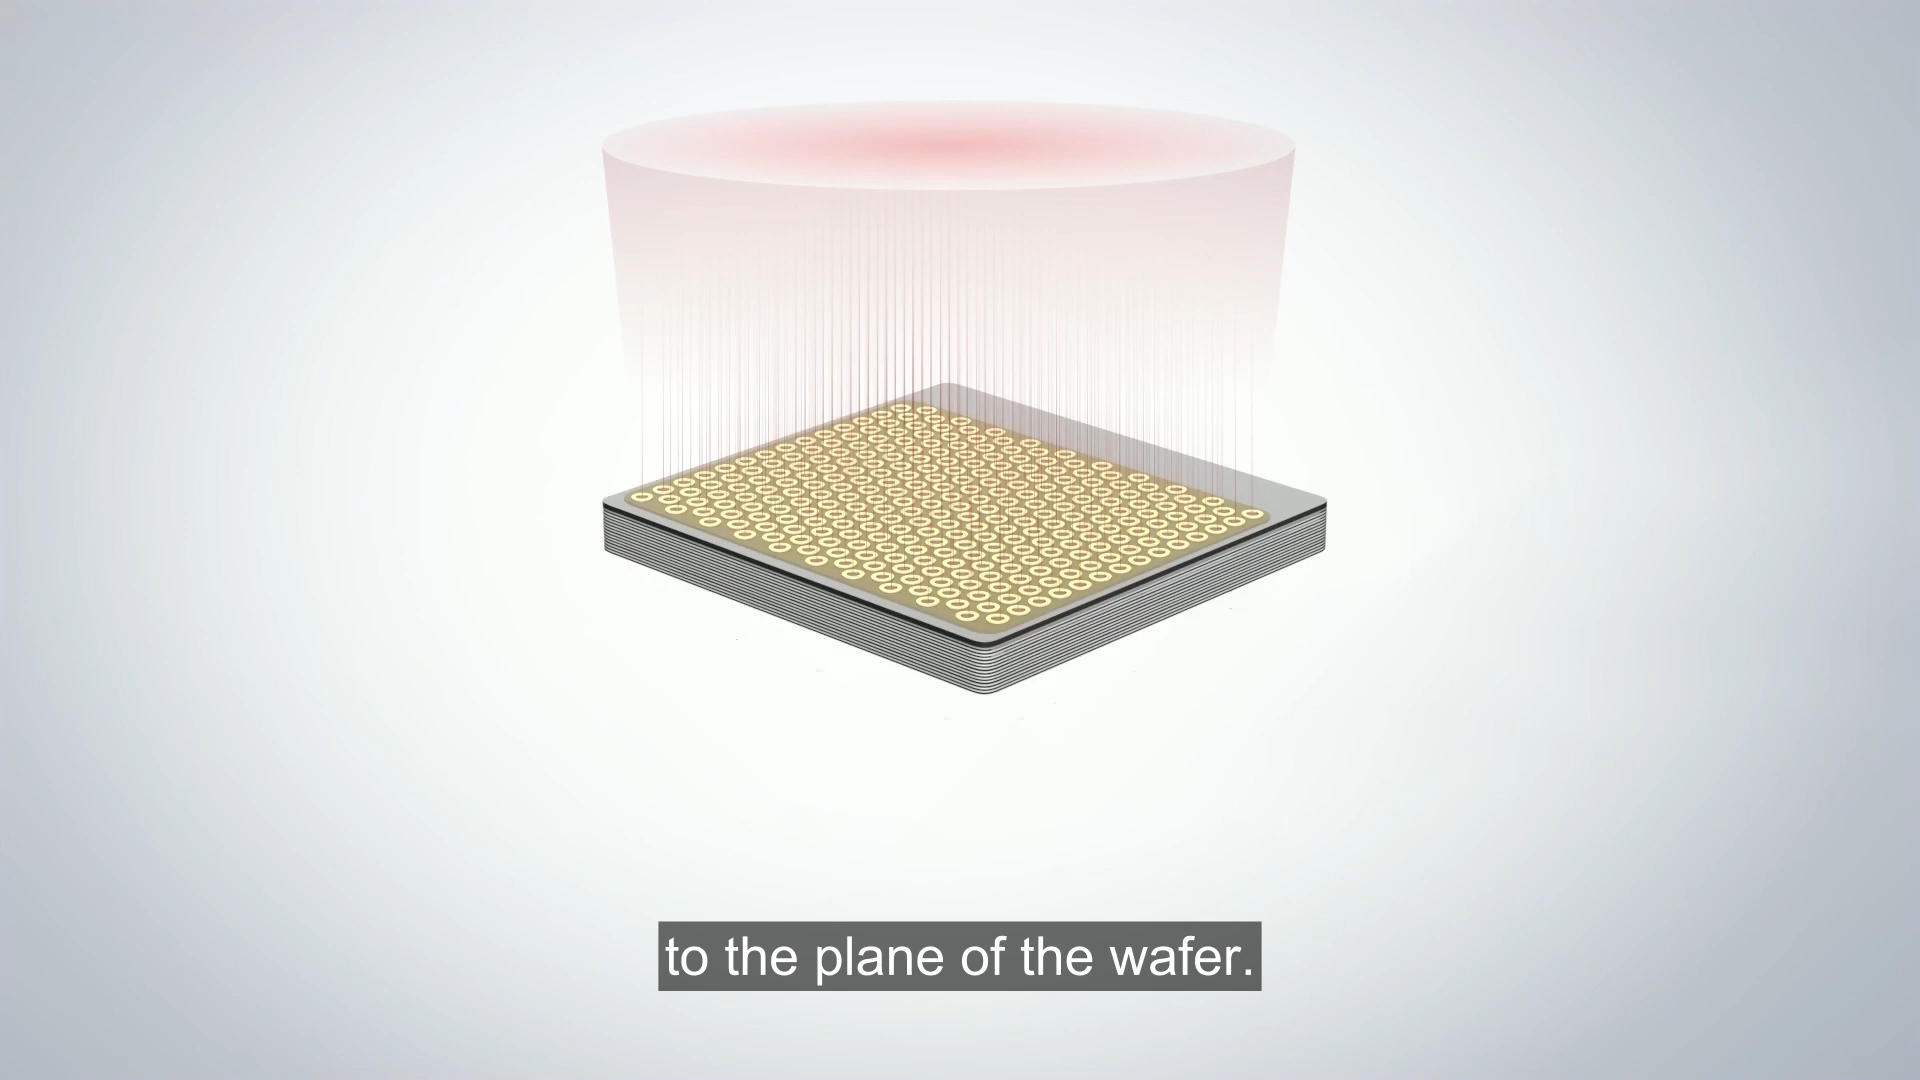 to the plane of the wafer.